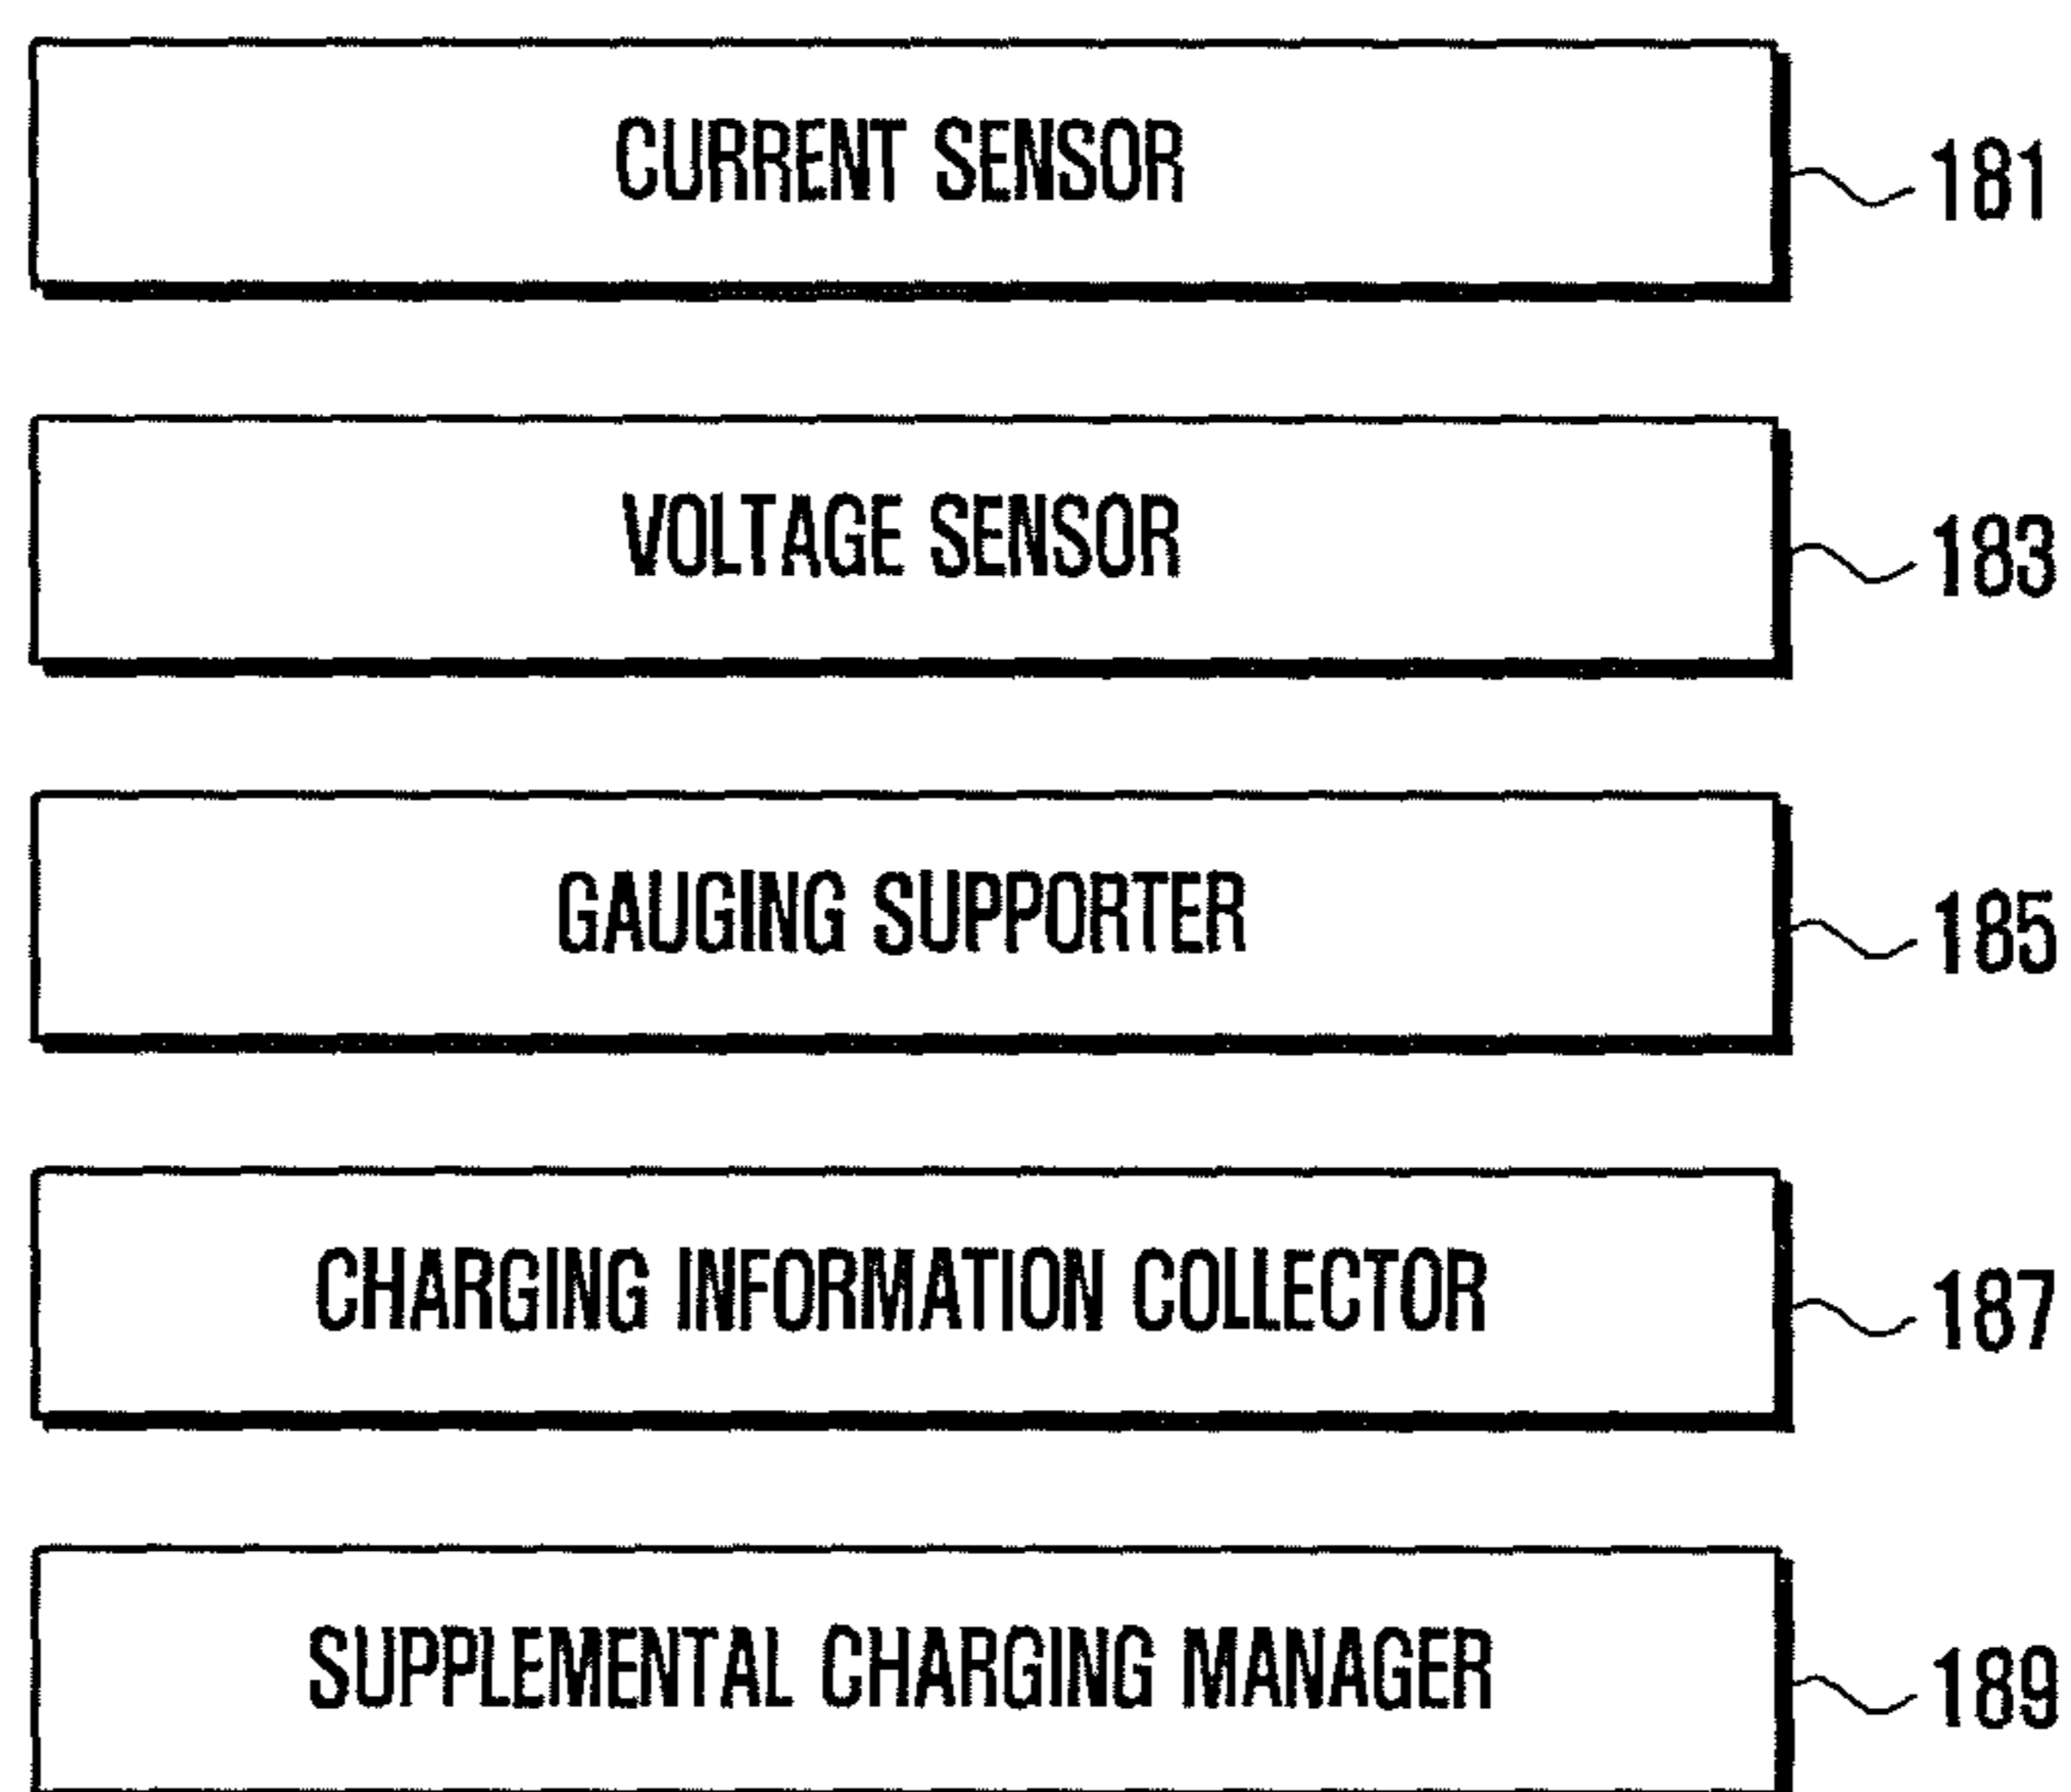 CURRENT SENSOR 181
VOLTAGE SENSOR 183
GAUGING SUPPORTER 185
CHARGING INFORMATION COLLECTOR 187
SUPPLEMENTAL CHARGING MANAGER 189